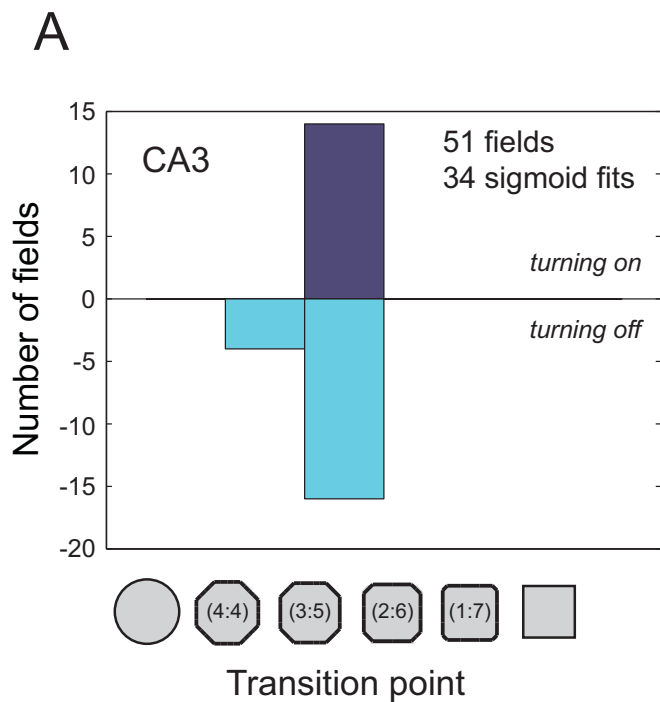 A
15
CA3
51 fields
34 sigmoid fits
10
5
turning on
0
turning off
-5
-10
-15
-20
Number of fields
(4:4) (3:5) (2:6) (1:7)
Transition point